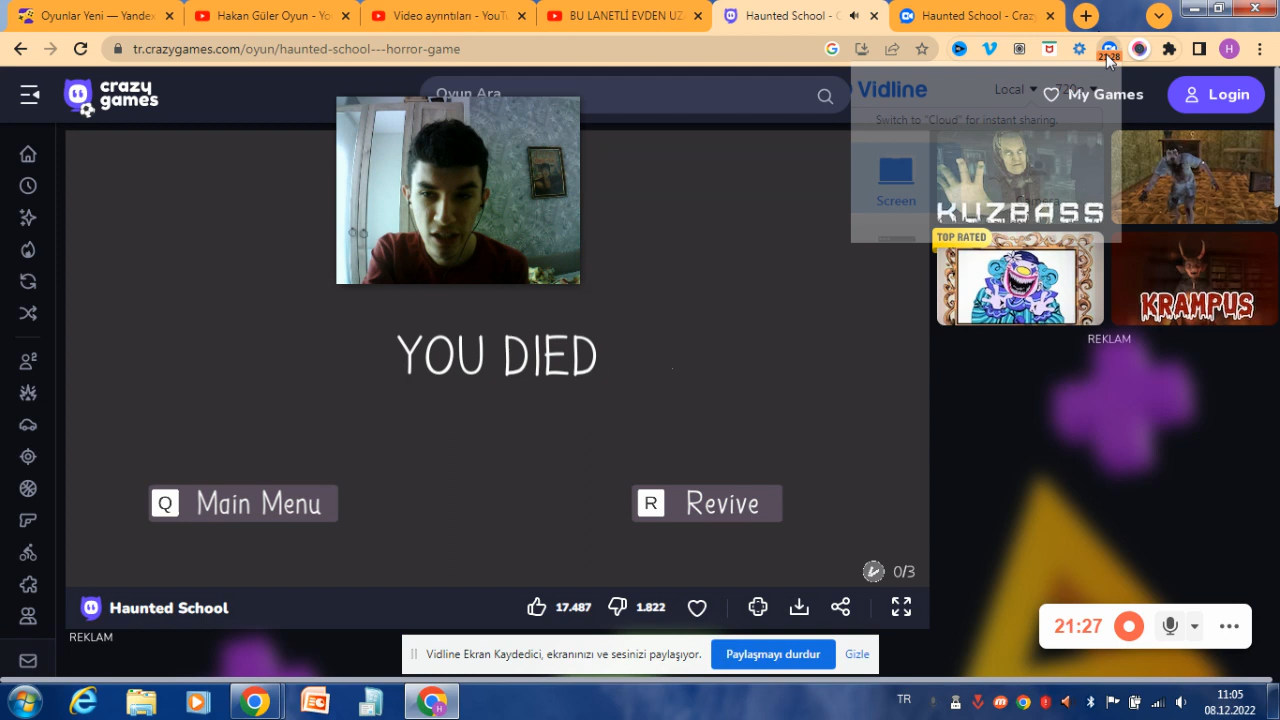 Oyunlar Yeni — Yandex
Hakan Güler Oyun - Yo
Video ayrıntıları - YouTu
BU LANETLİ EVDEN UZ
Haunted School - C
Haunted School - Craz
tr.crazygames.com/oyun/haunted-school---horror-game
21:28
H
crazy
games
Oyun Ara
Vidline
Local
720p
My Games
Login
Switch to "Cloud" for instant sharing.
Screen
Camera
KUZBASS
TOP RATED
KRAMPUS
REKLAM
YOU DIED
Q Main Menu
R Revive
0/3
Haunted School
17.487
1.822
REKLAM
21:27
Vidline Ekran Kaydedici, ekranınızı ve sesinizi paylaşıyor.
Paylaşmayı durdur
Gizle
TR
11:05
08.12.2022